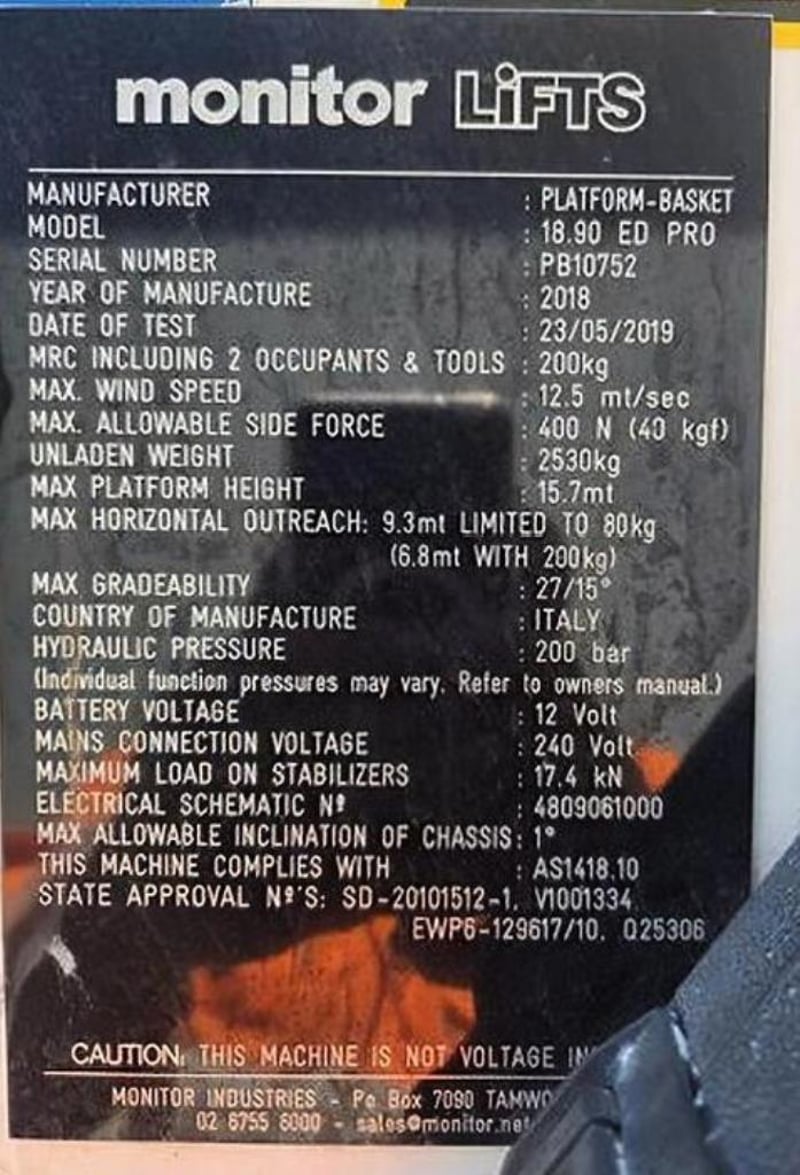 monitor LiFTS
MANUFACTURER : PLATFORM-BASKET
MODEL : 18.90 ED PRO
SERIAL NUMBER : PB10752
YEAR OF MANUFACTURE : 2018
DATE OF TEST : 23/05/2019
MRC INCLUDING 2 OCCUPANTS & TOOLS : 200kg
MAX. WIND SPEED : 12.5 mt/sec
MAX. ALLOWABLE SIDE FORCE : 400 N (40 kgf)
UNLADEN WEIGHT : 2530kg
MAX PLATFORM HEIGHT : 15.7mt
MAX HORIZONTAL OUTREACH: 9.3mt LIMITED TO 80kg
(6.8mt WITH 200kg)
MAX GRADEABILITY : 27/15°
COUNTRY OF MANUFACTURE : ITALY
HYDRAULIC PRESSURE : 200 bar
(Individual function pressures may vary. Refer to owners manual.)
BATTERY VOLTAGE : 12 Volt
MAINS CONNECTION VOLTAGE : 240 Volt
MAXIMUM LOAD ON STABILIZERS : 17.4 kN
ELECTRICAL SCHEMATIC Nº : 4809061000
MAX ALLOWABLE INCLINATION OF CHASSIS: 1°
THIS MACHINE COMPLIES WITH : AS1418.10
STATE APPROVAL Nº'S: SD-20101512-1. V1001334
EWP6-129617/10. Q25306
CAUTION: THIS MACHINE IS NOT VOLTAGE
MONITOR INDUSTRIES - Po Box 7090
02 6755 6000 - sales@monitor.net